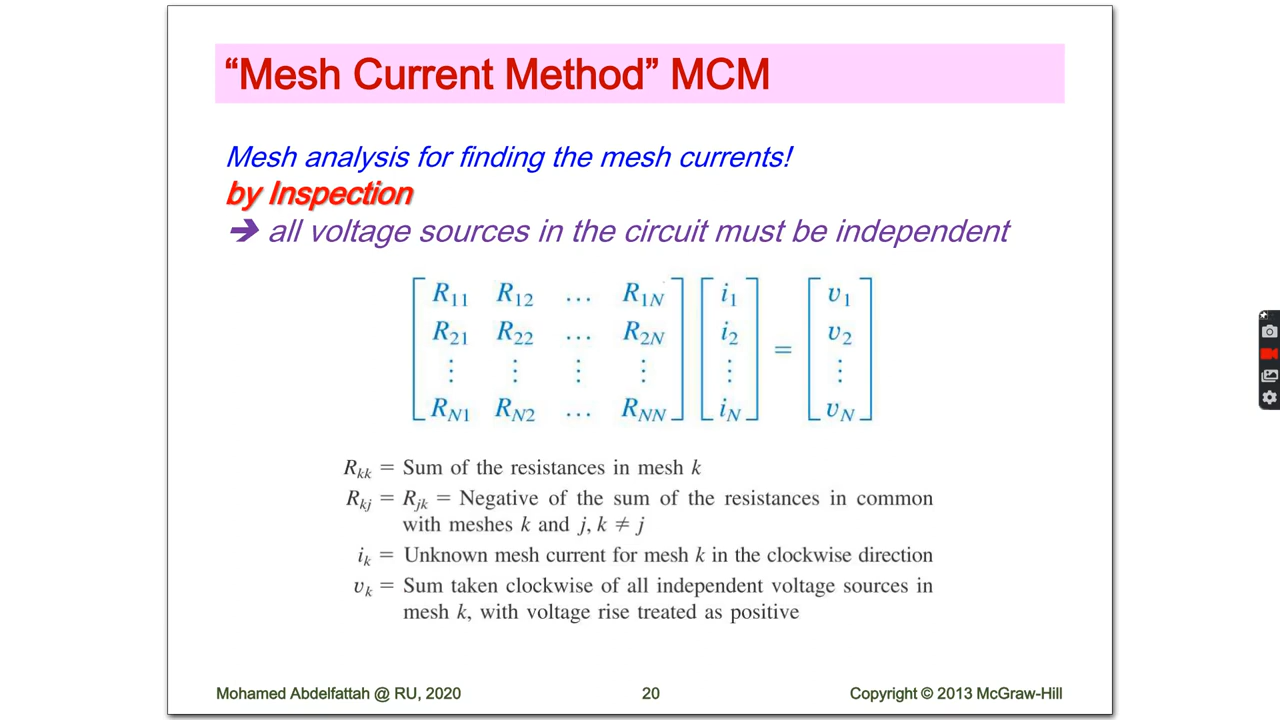 “Mesh Current Method” MCM
Mesh analysis for finding the mesh currents!
by Inspection
➔ all voltage sources in the circuit must be independent
R11 R12 … R1N i1 v1
R21 R22 … R2N i2 v2
⋮ ⋮ ⋮ ⋮ ⋮ = ⋮
RN1 RN2 … RNN iN vN
Rkk = Sum of the resistances in mesh k
Rkj = Rjk = Negative of the sum of the resistances in common
with meshes k and j, k ≠ j
ik = Unknown mesh current for mesh k in the clockwise direction
vk = Sum taken clockwise of all independent voltage sources in
mesh k, with voltage rise treated as positive
Mohamed Abdelfattah @ RU, 2020 20 Copyright © 2013 McGraw-Hill